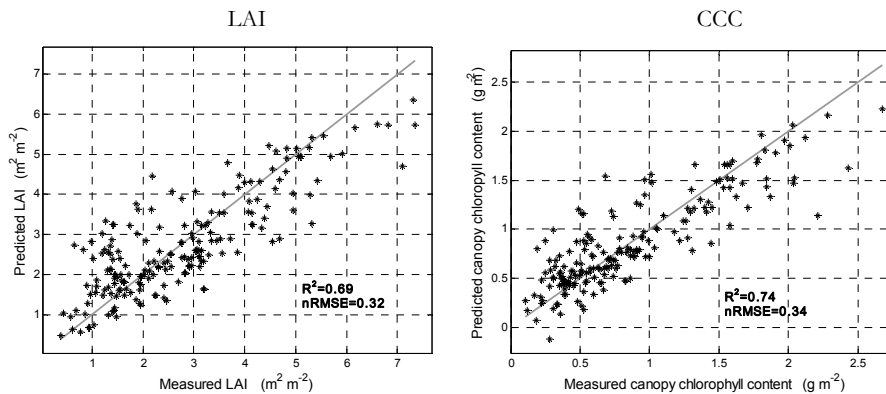 LAI
7
6
5
4
3
2
1
Predicted LAI (m² m⁻²)
R²=0.69
nRMSE=0.32
1 2 3 4 5 6 7
Measured LAI (m² m⁻²)
CCC
2.5
2
1.5
1
0.5
0
Predicted canopy chlorophyll content (g m⁻²)
R²=0.74
nRMSE=0.34
0 0.5 1 1.5 2 2.5
Measured canopy chloropyll content (g m⁻²)